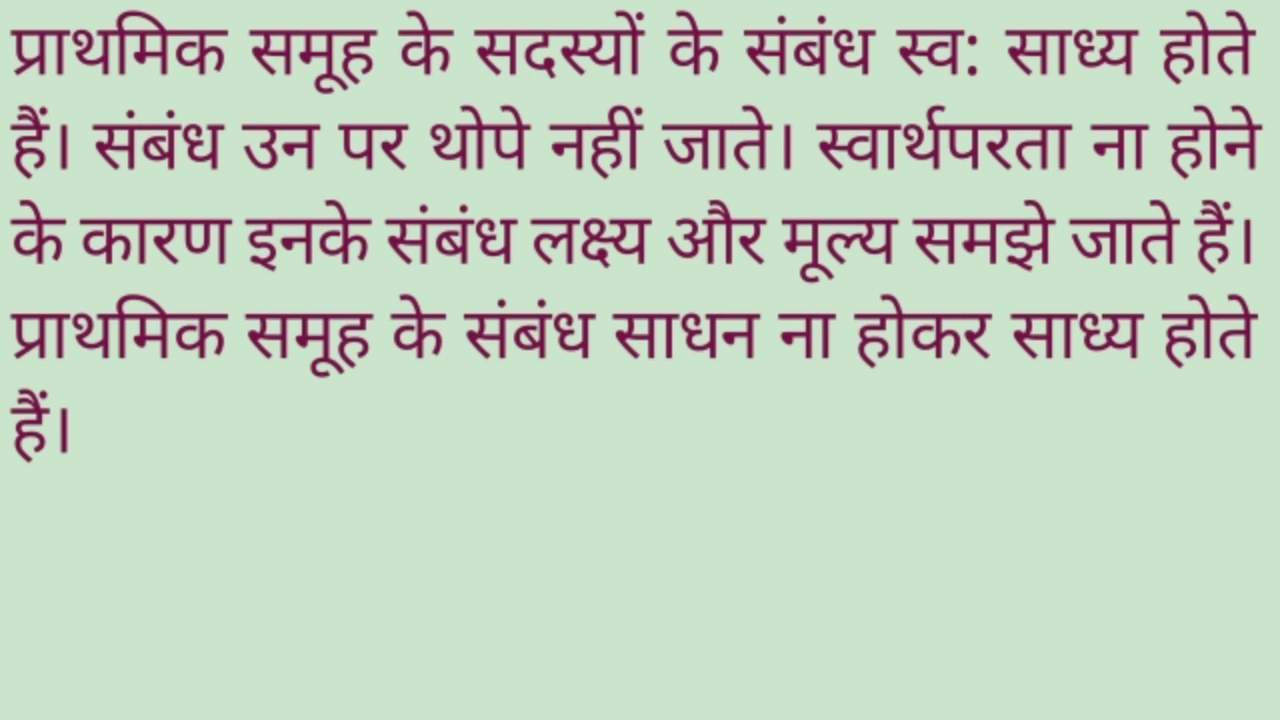 प्राथमिक समूह के सदस्यों के संबंध स्व: साध्य होते
हैं। संबंध उन पर थोपे नहीं जाते। स्वार्थपरता ना होने
के कारण इनके संबंध लक्ष्य और मूल्य समझे जाते हैं।
प्राथमिक समूह के संबंध साधन ना होकर साध्य होते
हैं।